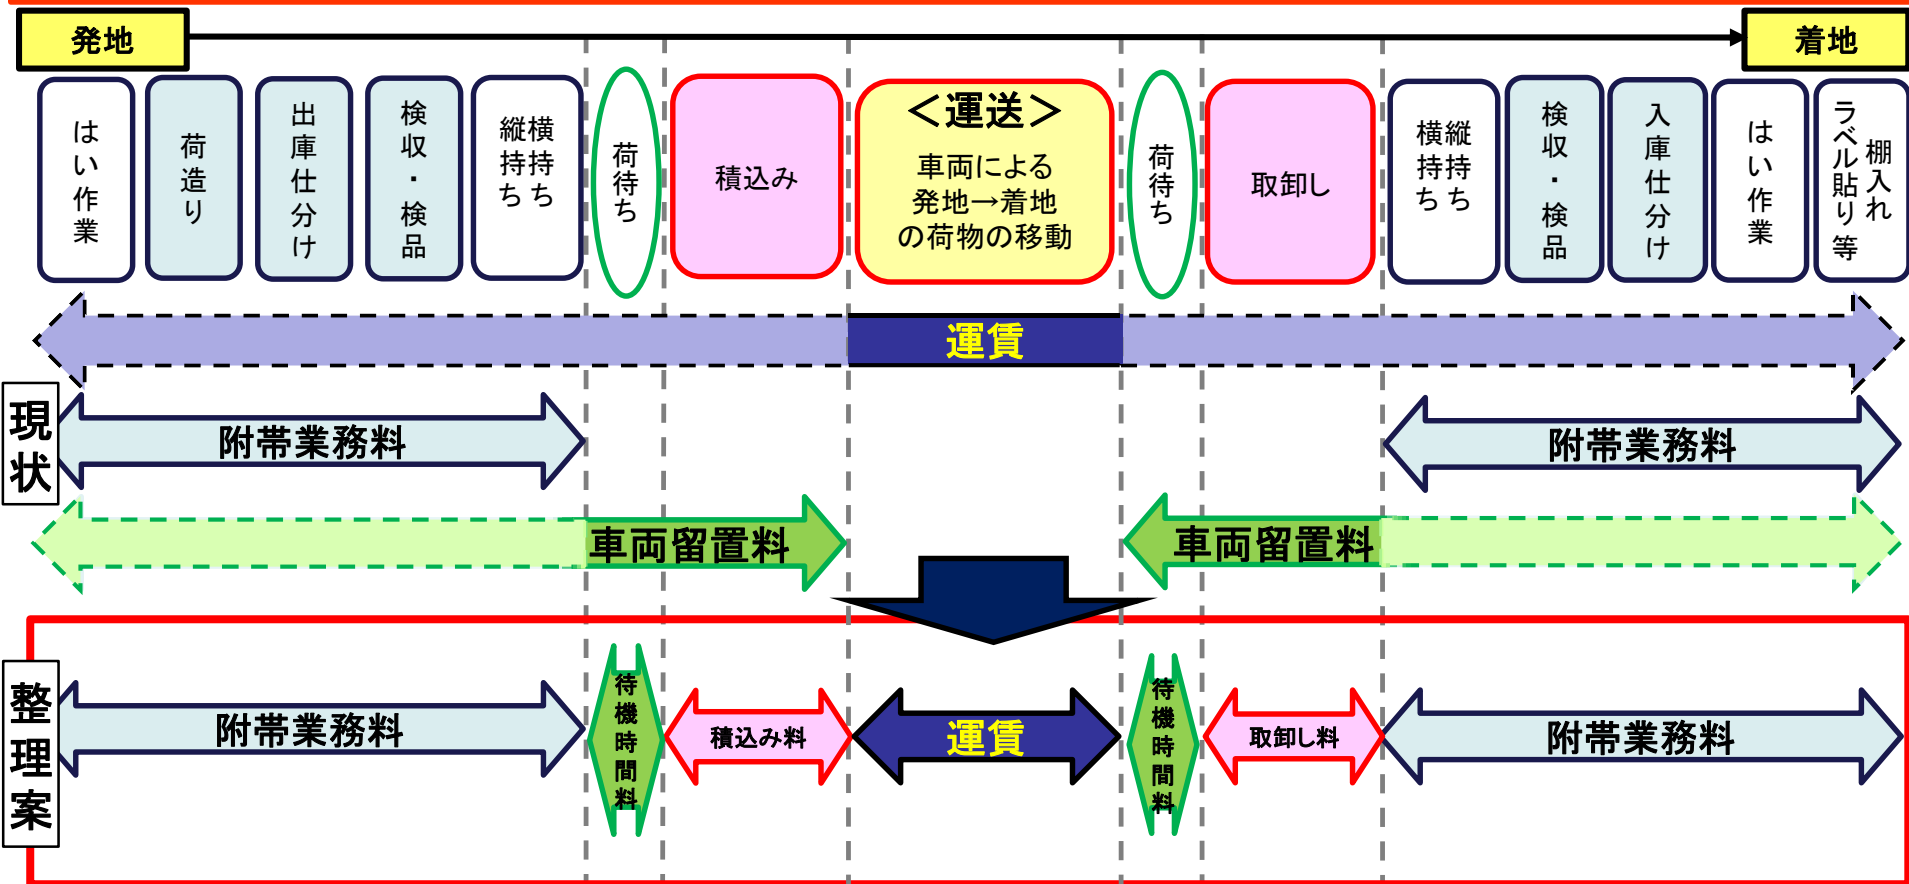 発地
着地
はい作業
荷造り
出庫仕分け
検収・検品
横持ち
縦持ち
荷待ち
積込み
＜運送＞
車両による
発地→着地
の荷物の移動
荷待ち
取卸し
縦持ち
横持ち
検収・検品
入庫仕分け
はい作業
棚入れ
ラベル貼り等
運賃
現状
附帯業務料
附帯業務料
車両留置料
車両留置料
整理案
附帯業務料
待機時間料
積込み料
運賃
待機時間料
取卸し料
附帯業務料